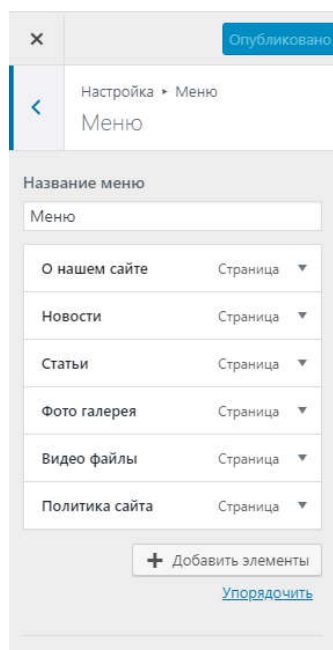 Опубликовано
Настройка ▸ Меню
Меню
Название меню
Меню
О нашем сайте Страница
Новости Страница
Статьи Страница
Фото галерея Страница
Видео файлы Страница
Политика сайта Страница
Добавить элементы
Упорядочить